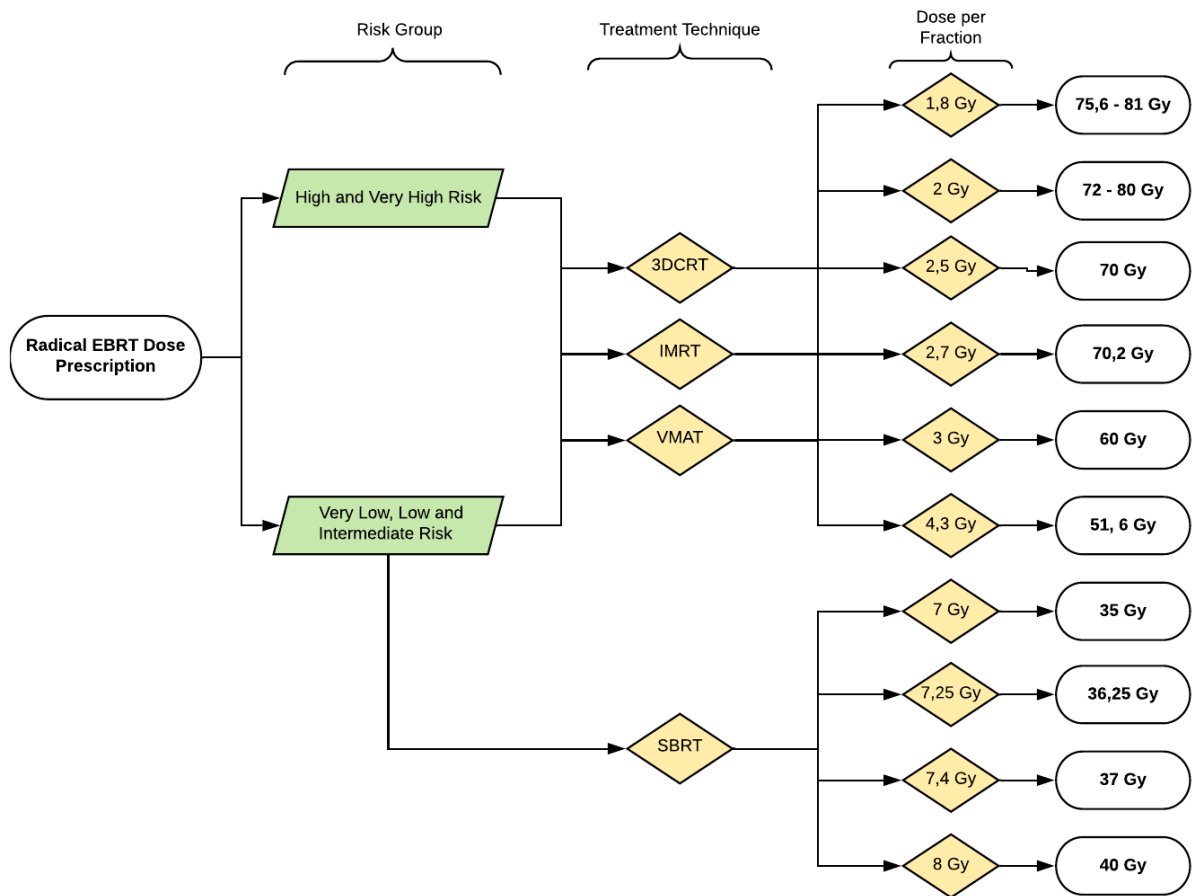 Risk Group
Treatment Technique
Dose per
Fraction
1,8 Gy
75,6 - 81 Gy
High and Very High Risk
2 Gy
72 - 80 Gy
3DCRT
2,5 Gy
70 Gy
Radical EBRT Dose
Prescription
IMRT
2,7 Gy
70,2 Gy
VMAT
3 Gy
60 Gy
Very Low, Low and
Intermediate Risk
4,3 Gy
51, 6 Gy
7 Gy
35 Gy
7,25 Gy
36,25 Gy
SBRT
7,4 Gy
37 Gy
8 Gy
40 Gy